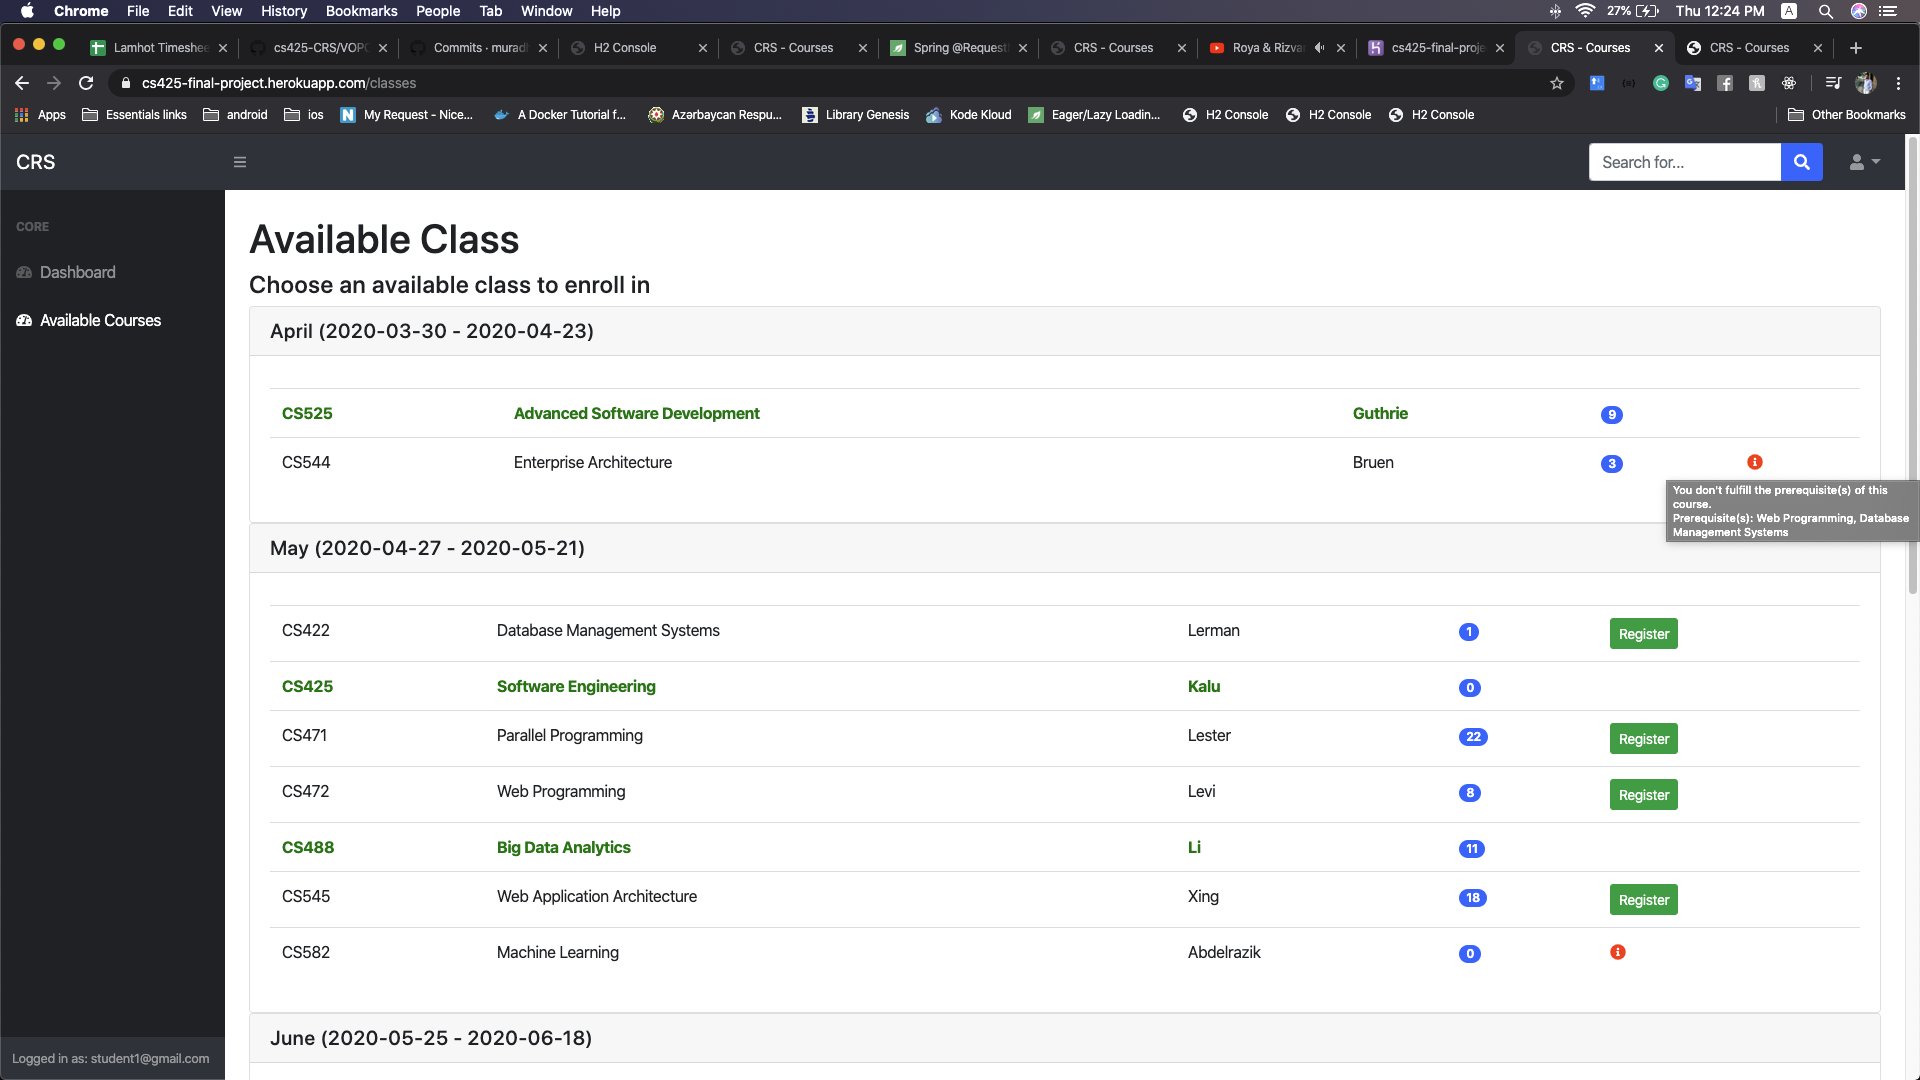 Chrome File Edit View History Bookmarks People Tab Window Help 27% Thu 12:24 PM A
Lamhot Timeshee cs425-CRS/VOPC Commits · muradh H2 Console CRS - Courses Spring @Request CRS - Courses Roya & Rizvan cs425-final-proje CRS - Courses CRS - Courses
cs425-final-project.herokuapp.com/classes
Apps Essentials links android ios My Request - Nice... A Docker Tutorial f... Azərbaycan Respu... Library Genesis Kode Kloud Eager/Lazy Loadin... H2 Console H2 Console H2 Console Other Bookmarks
CRS Search for...
CORE
Dashboard
Available Courses
Available Class
Choose an available class to enroll in
April (2020-03-30 - 2020-04-23)
CS525 Advanced Software Development Guthrie 9
CS544 Enterprise Architecture Bruen 3
You don't fulfill the prerequisite(s) of this
course.
Prerequisite(s): Web Programming, Database
Management Systems
May (2020-04-27 - 2020-05-21)
CS422 Database Management Systems Lerman 1 Register
CS425 Software Engineering Kalu 0
CS471 Parallel Programming Lester 22 Register
CS472 Web Programming Levi 8 Register
CS488 Big Data Analytics Li 11
CS545 Web Application Architecture Xing 18 Register
CS582 Machine Learning Abdelrazik 0
June (2020-05-25 - 2020-06-18)
Logged in as: student1@gmail.com